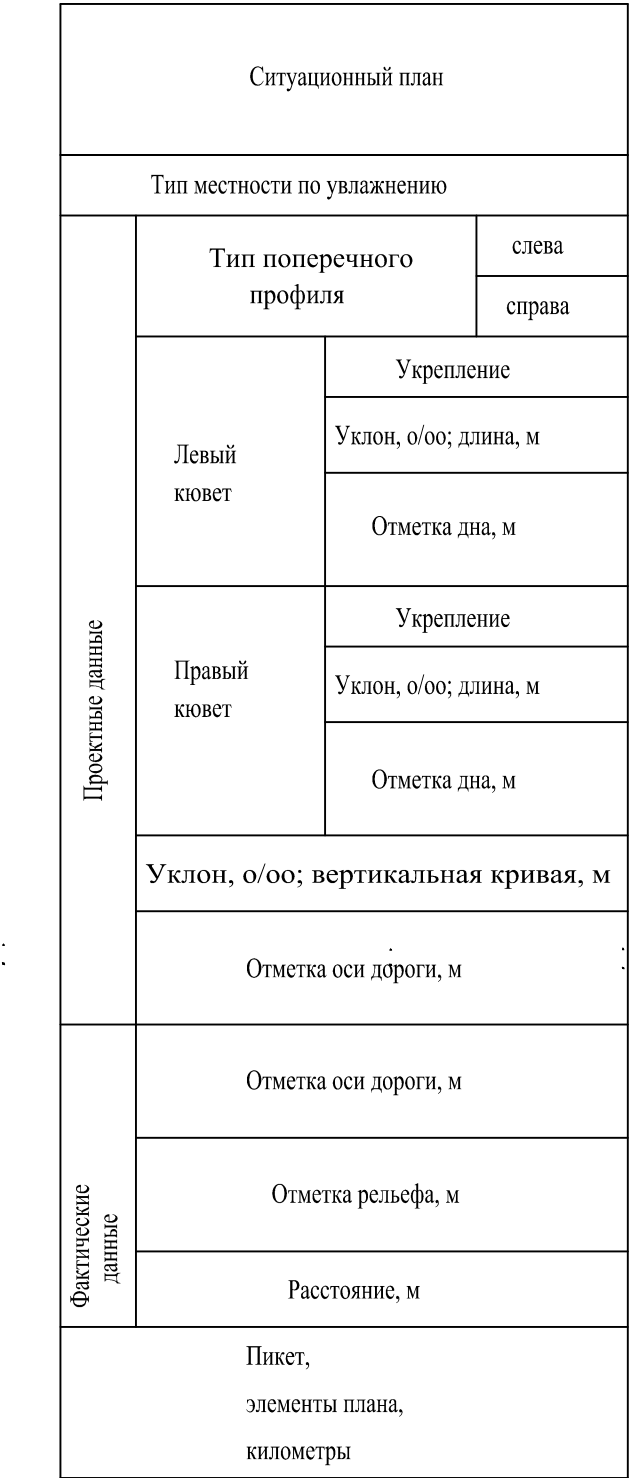 Ситуационный план
Тип местности по увлажнению
Проектные данные
Тип поперечного
профиля
слева
справа
Левый
кювет
Укрепление
Уклон, о/оо; длина, м
Отметка дна, м
Правый
кювет
Укрепление
Уклон, о/оо; длина, м
Отметка дна, м
Уклон, о/оо; вертикальная кривая, м
Отметка оси дороги, м
Фактические
данные
Отметка оси дороги, м
Отметка рельефа, м
Расстояние, м
Пикет,
элементы плана,
километры